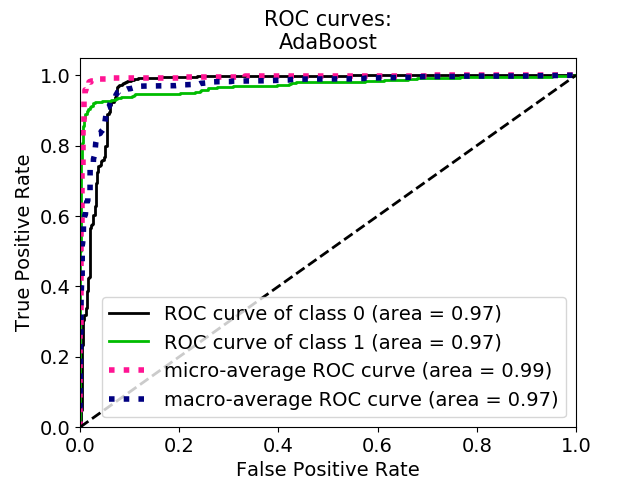 ROC curves:
AdaBoost
1.0
0.8
0.6
0.4
0.2
0.0
True Positive Rate
ROC curve of class 0 (area = 0.97)
ROC curve of class 1 (area = 0.97)
micro-average ROC curve (area = 0.99)
macro-average ROC curve (area = 0.97)
0.0 0.2 0.4 0.6 0.8 1.0
False Positive Rate